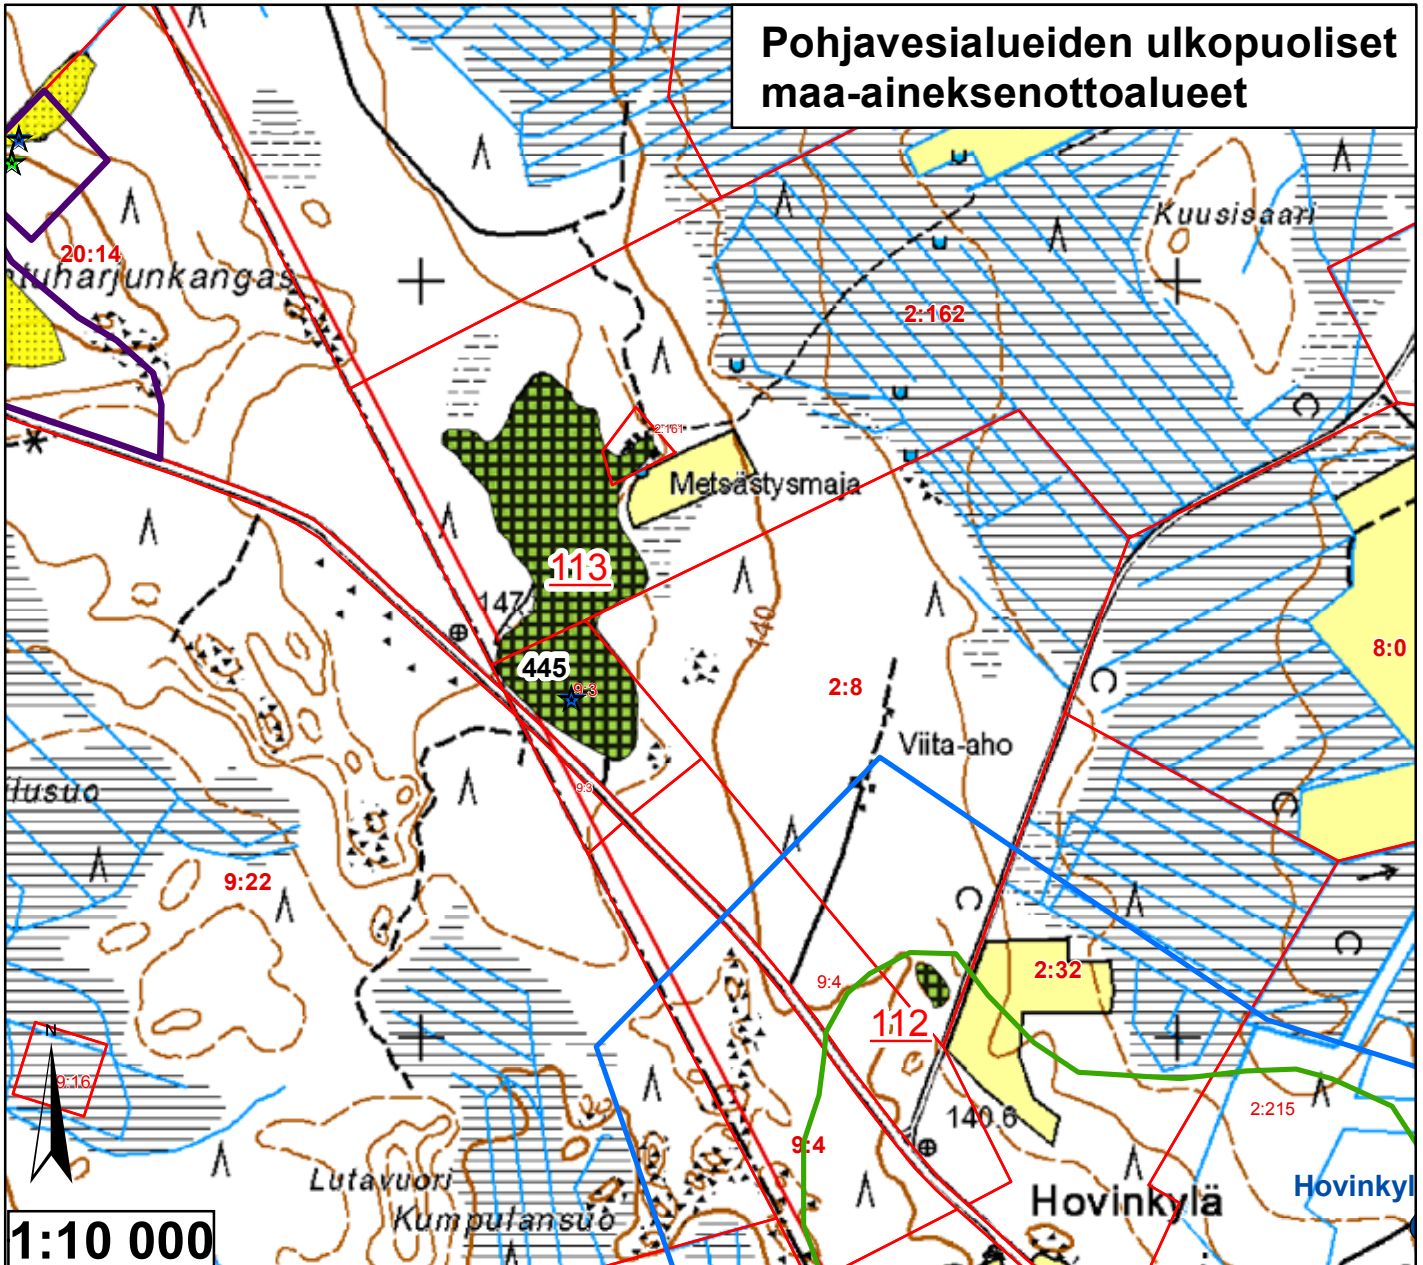 Pohjavesialueiden ulkopuoliset
maa-aineksenottoalueet
Kuusisaari
20:14
tuharjunkangas
2:162
2:161
Metsästysmaja
113
147
445
9:3
140
8:0
2:8
Viita-aho
ilusuo
9:3
9:22
2:32
9:4
112
N
9:16
140.6
2:215
9:4
Lutavuori
Hovinkyl
Hovinkylä
Kumpulansuo
1:10 000